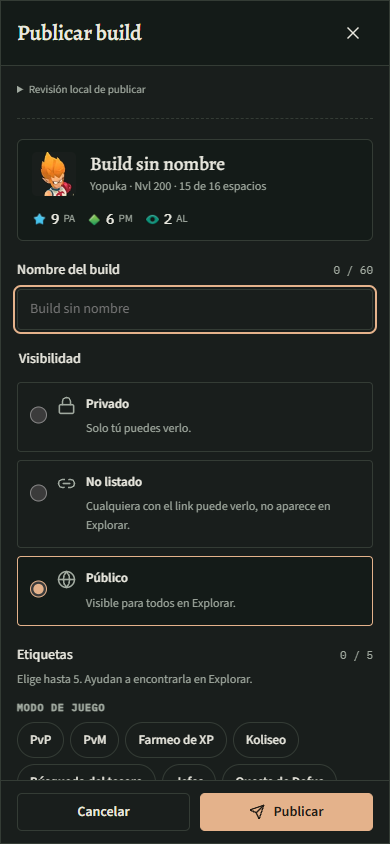 Publicar build
Revisión local de publicar
Build sin nombre
Yopuka · Nvl 200 · 15 de 16 espacios
9 PA 6 PM 2 AL
Nombre del build 0 / 60
Build sin nombre
Visibilidad
Privado
Solo tú puedes verlo.
No listado
Cualquiera con el link puede verlo, no aparece en
Explorar.
Público
Visible para todos en Explorar.
Etiquetas 0 / 5
Elige hasta 5. Ayudan a encontrarla en Explorar.
MODO DE JUEGO
PvP PvM Farmeo de XP Koliseo
Cancelar Publicar